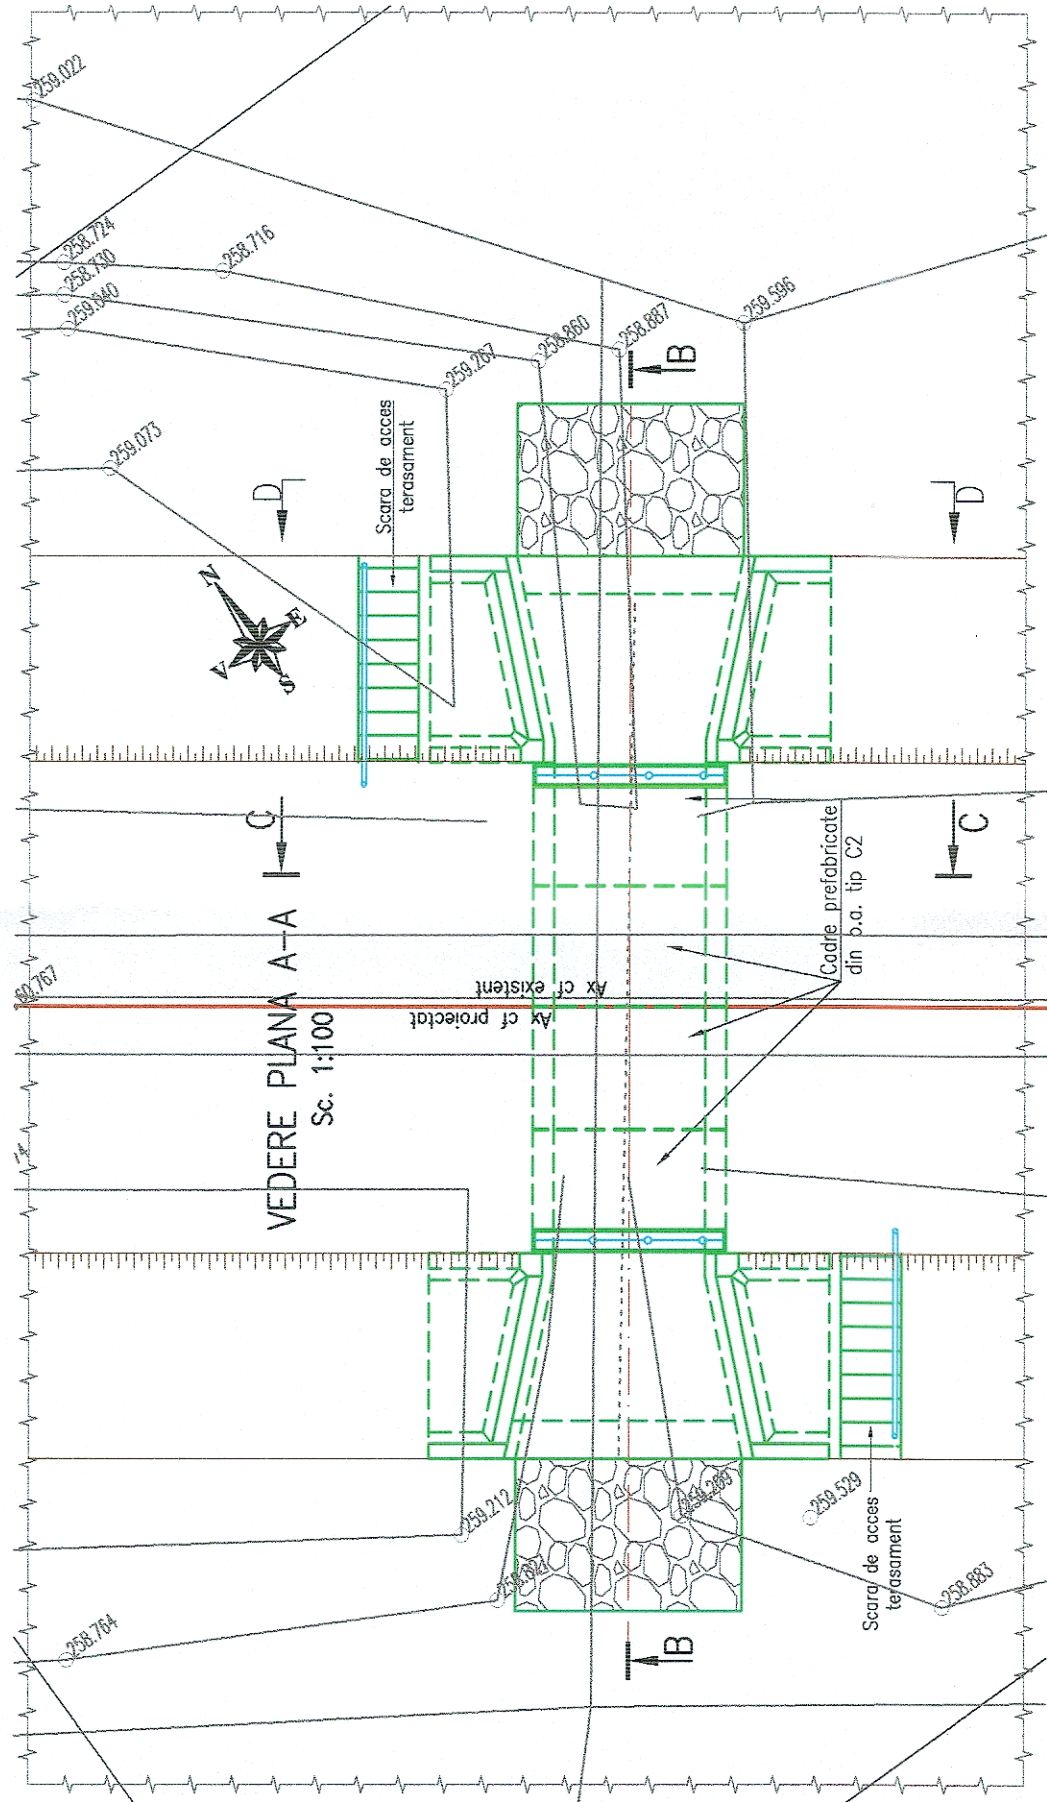 259.022
258.724
258.730
259.040
258.716
259.073
259.267
258.860
258.887
259.596
B
Scara de acces
terasament
D
D
N
E
S
V
C
C
VEDERE PLANA A-A
Sc. 1:100
Ax cf existent
Ax cf proiectat
Cadre prefabricate
din b.a. tip C2
259.212
259.529
258.883
258.764
Scara de acces
terasament
B